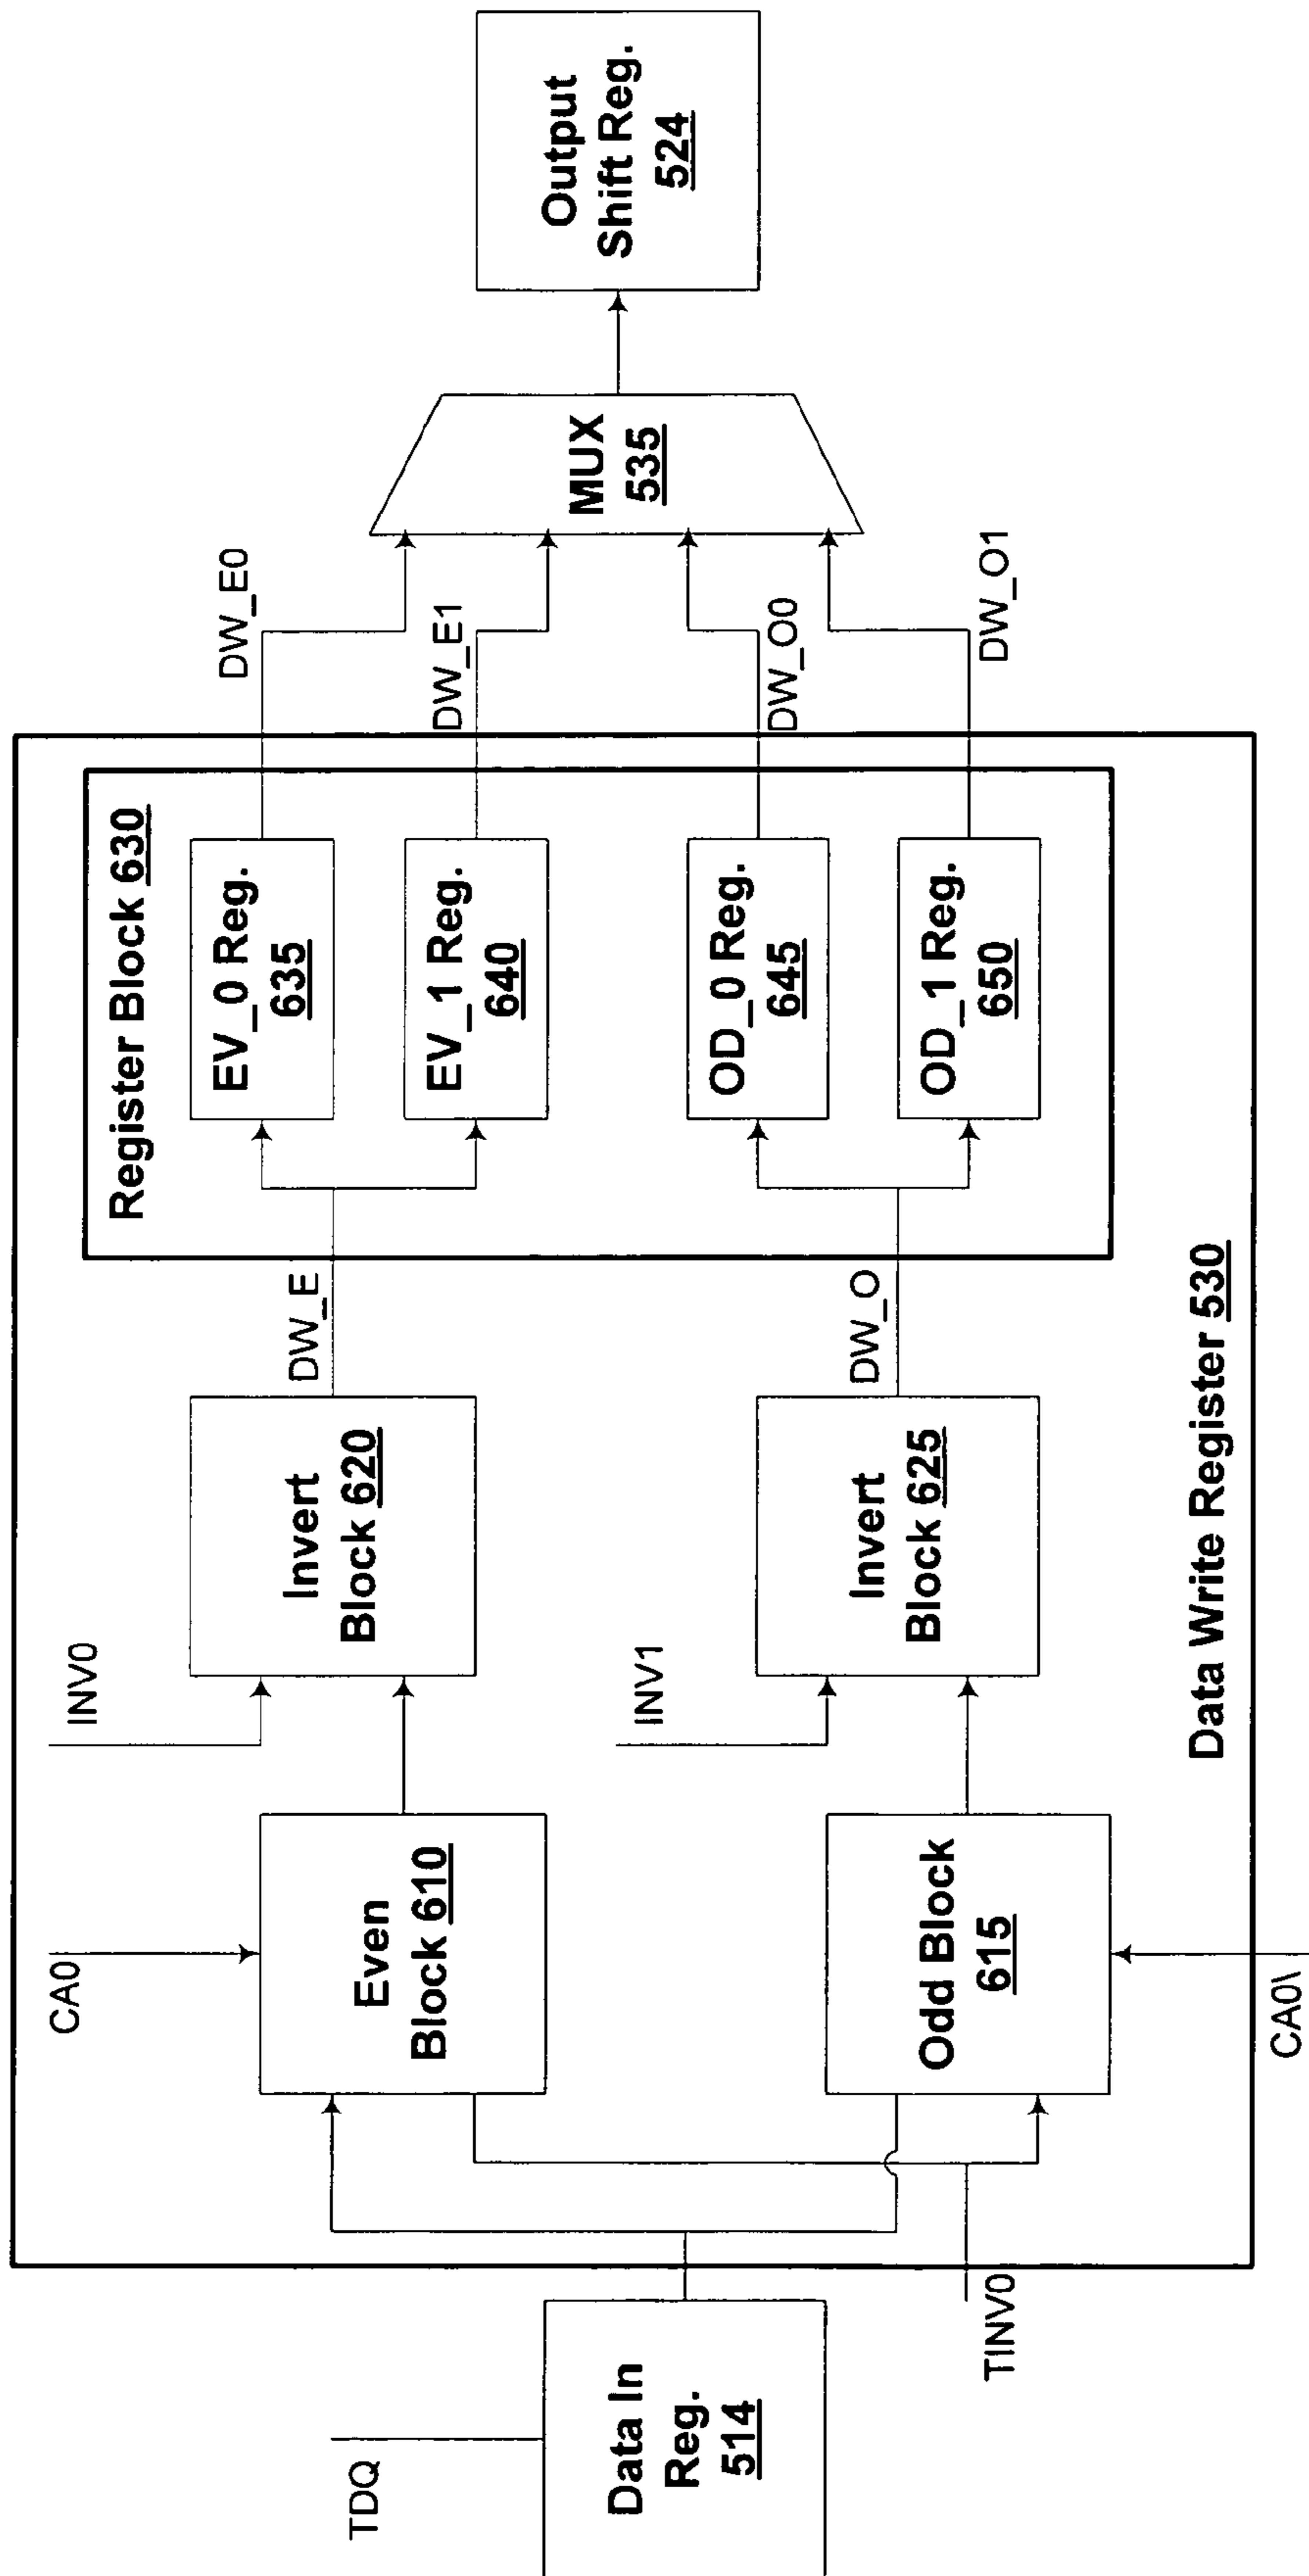 TDQ
Data In
Reg.
514
TINV0
CA0
Even
Block 610
Odd Block
615
CA0\
INV0
Invert
Block 620
INV1
Invert
Block 625
DW_E
DW_O
Data Write Register 530
Register Block 630
EV_0 Reg.
635
EV_1 Reg.
640
OD_0 Reg.
645
OD_1 Reg.
650
DW_E0
DW_E1
DW_O0
DW_O1
MUX
535
Output
Shift Reg.
524